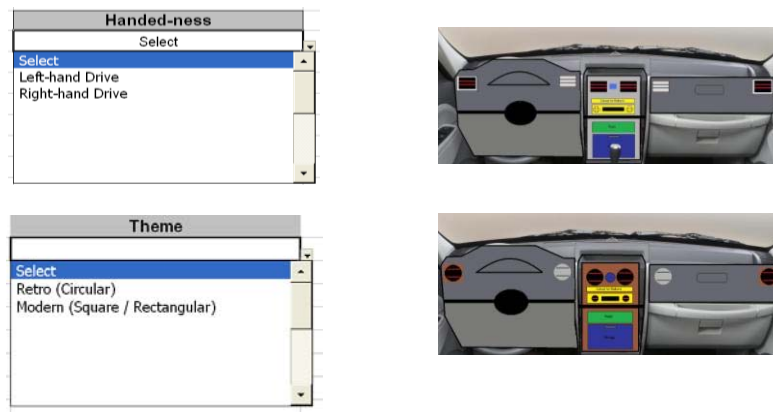 Handed-ness
Select
Select
Left-hand Drive
Right-hand Drive
Theme
Select
Retro (Circular)
Modern (Square / Rectangular)